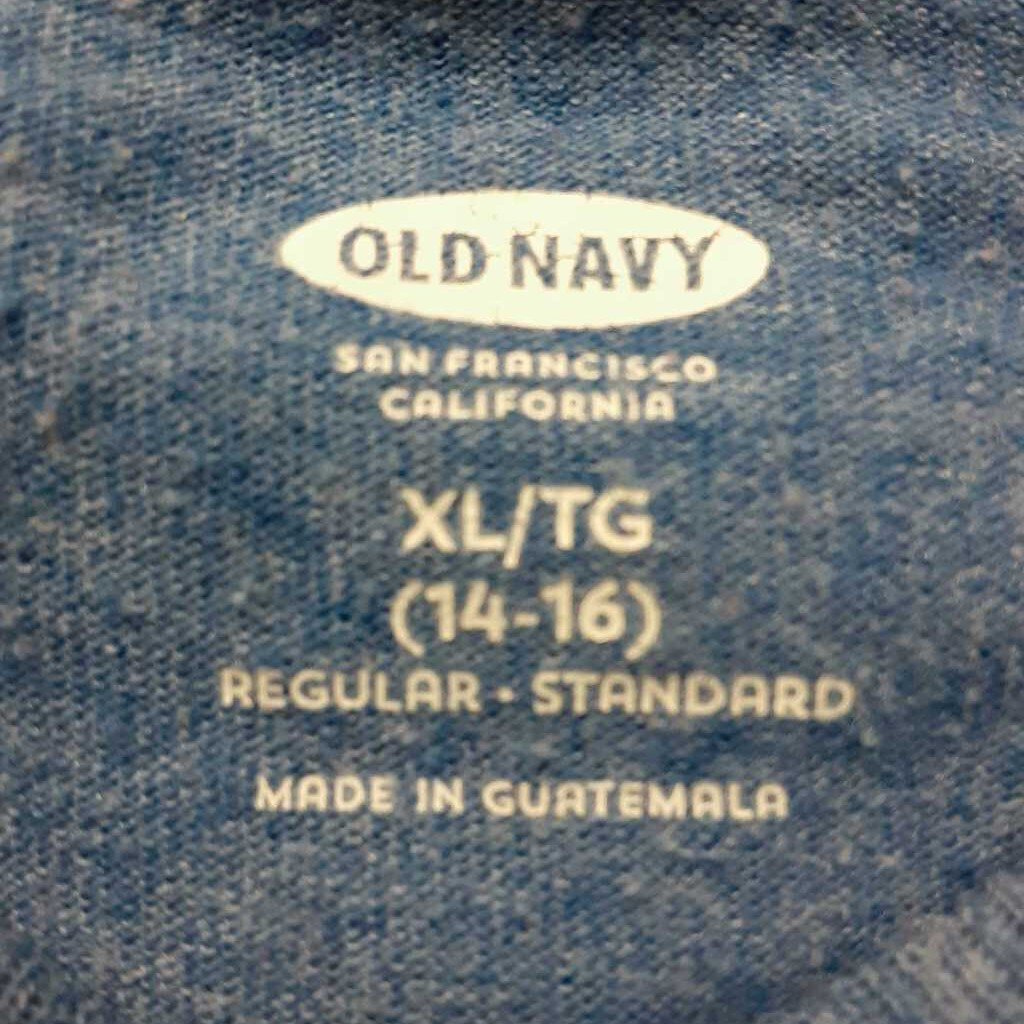 OLD NAVY
SAN FRANCISCO
CALIFORNIA
XL/TG
(14-16)
REGULAR - STANDARD
MADE IN GUATEMALA